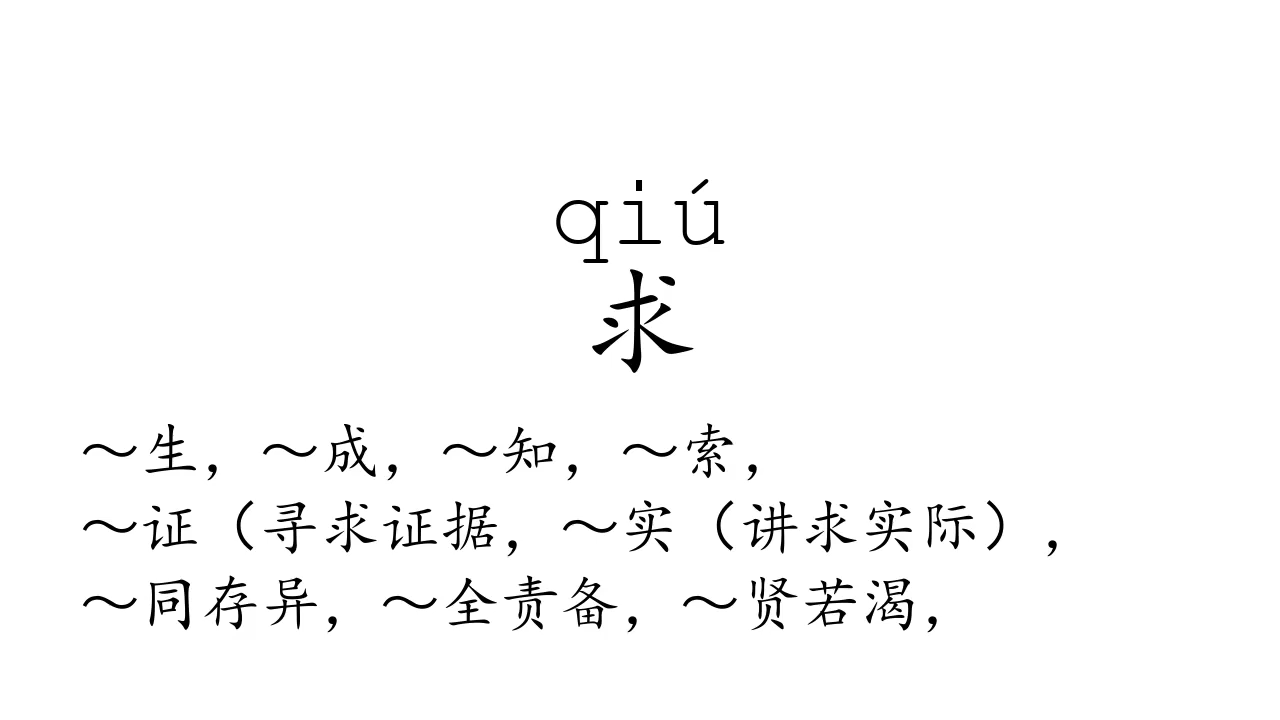 qiú
求
～生，～成，～知，～索，
～证（寻求证据，～实（讲求实际），
～同存异，～全责备，～贤若渴，